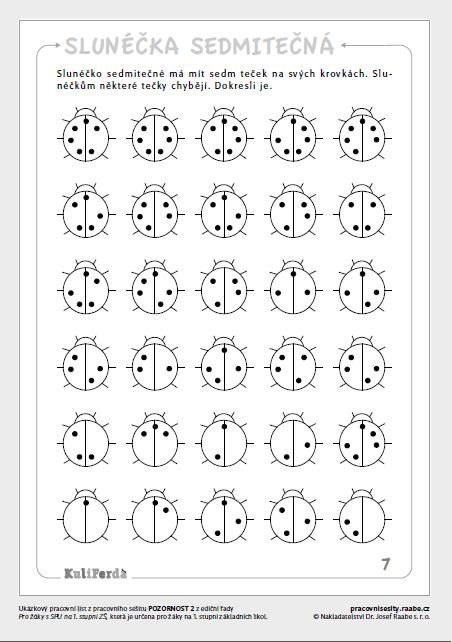 SLUNÉČKA SEDMITEČNÁ
Slunéčko sedmitečné má mít sedm teček na svých krovkách. Slu-
néčkům některé tečky chybějí. Dokresli je.
7
KuliFerda
Ukázkový pracovní list z pracovního sešitu POZORNOST 2 z ediční řady
pracovnisesity.raabe.cz
Pro žáky s SPU na 1. stupni ZŠ, která je určena pro žáky na 1. stupni základních škol.
© Nakladatelství Dr. Josef Raabe s. r. o.